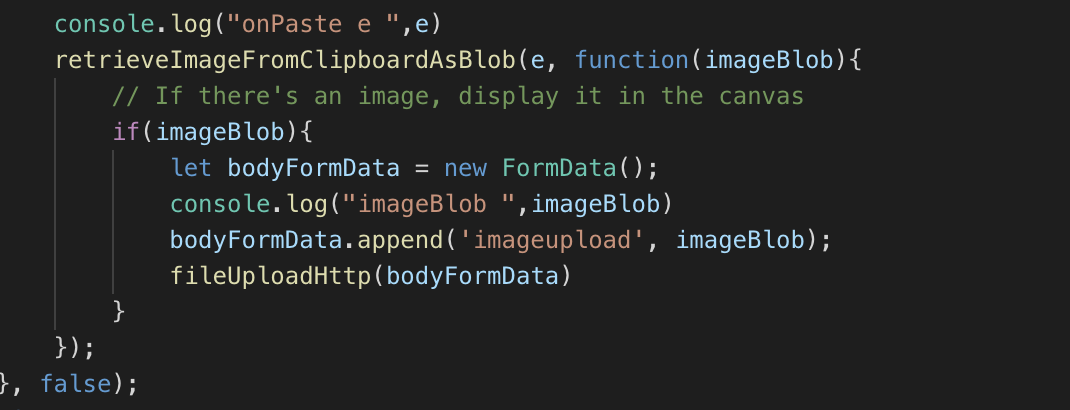 console.log("onPaste e ",e)
retrieveImageFromClipboardAsBlob(e, function(imageBlob){
// If there's an image, display it in the canvas
if(imageBlob){
let bodyFormData = new FormData();
console.log("imageBlob ",imageBlob)
bodyFormData.append('imageupload', imageBlob);
fileUploadHttp(bodyFormData)
}
});
}, false);